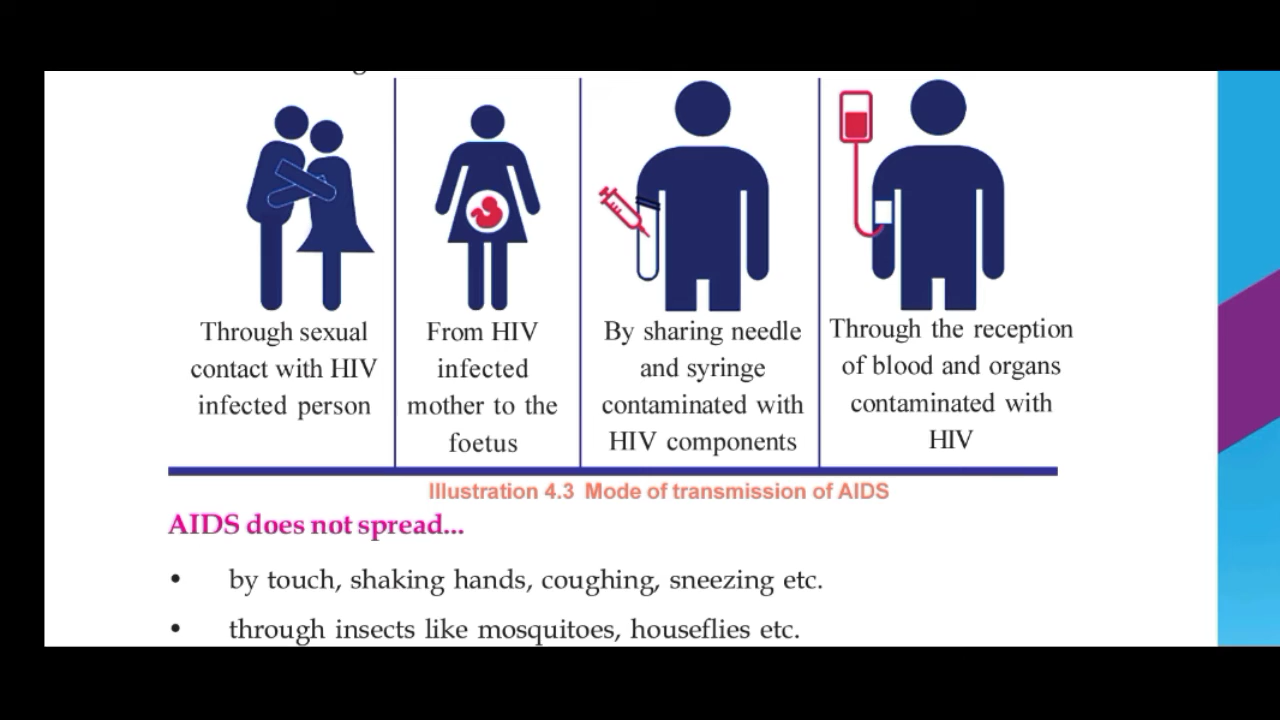 Through sexual
contact with HIV
infected person
From HIV
infected
mother to the
foetus
By sharing needle
and syringe
contaminated with
HIV components
Through the reception
of blood and organs
contaminated with
HIV
Illustration 4.3 Mode of transmission of AIDS
AIDS does not spread...
• by touch, shaking hands, coughing, sneezing etc.
• through insects like mosquitoes, houseflies etc.